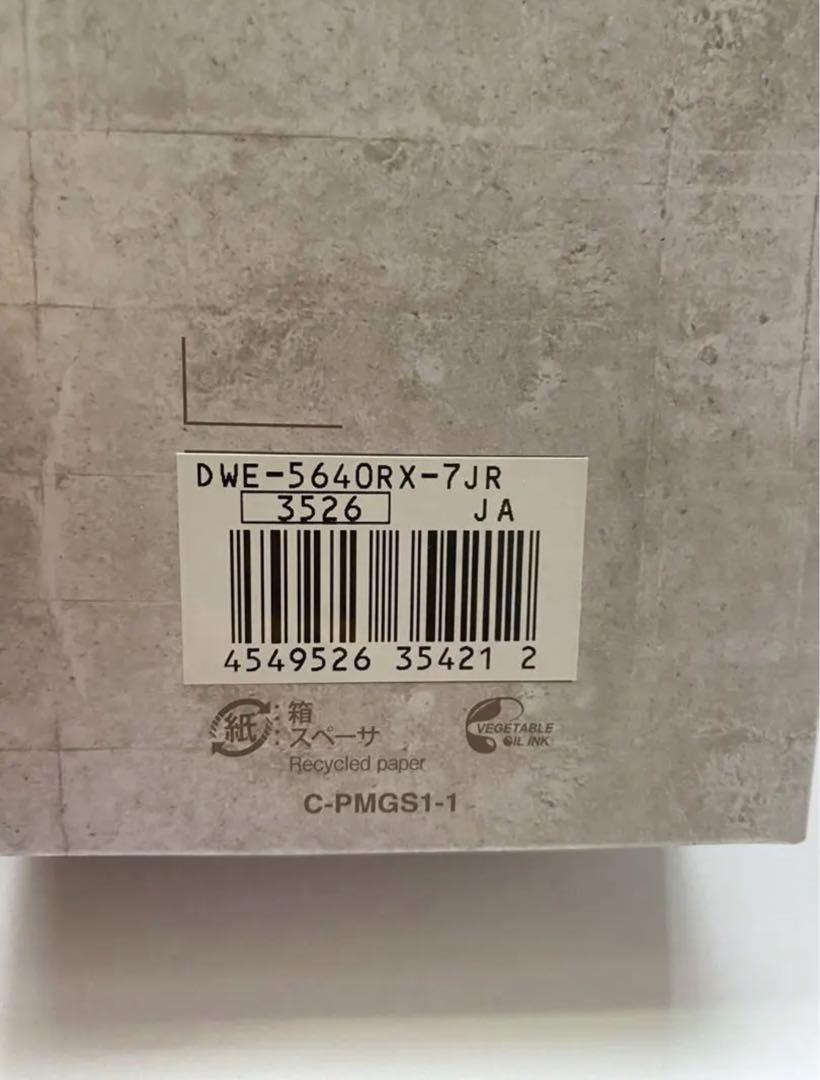 DWE-5640RX-7JR
3526 JA
4549526 35421 2
紙 : 箱
: スペーサ
Recycled paper
VEGETABLE
OIL INK
C-PMGS1-1